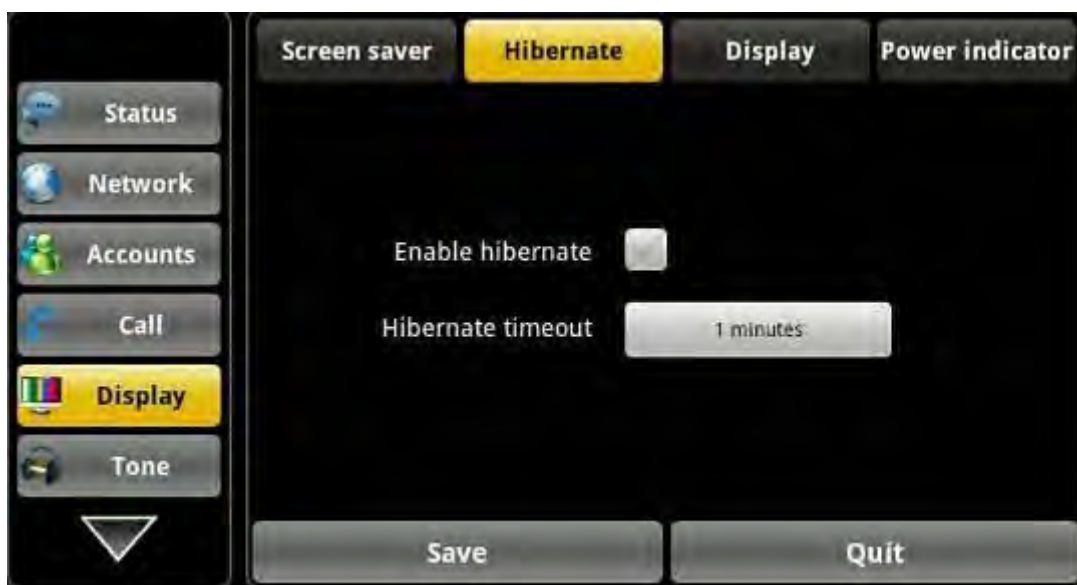 Screen saver Hibernate Display Power indicator
Status
Network
Accounts
Call
Display
Tone
Enable hibernate
Hibernate timeout 1 minutes
Save Quit